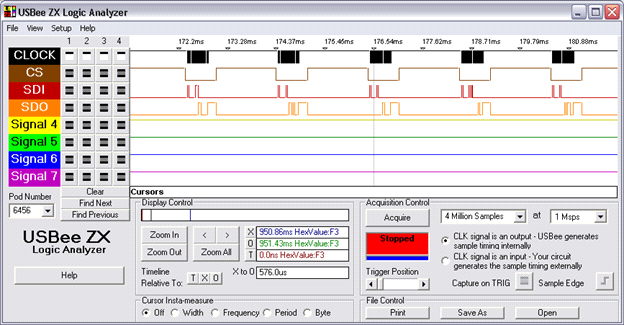 USBee ZX Logic Analyzer
File View Setup Help
1 2 3 4
172.2ms 173.28ms 174.37ms 175.45ms 176.54ms 177.62ms 178.71ms 179.79ms 180.88ms
CLOCK
CS
SDI
SDO
Signal 4
Signal 5
Signal 6
Signal 7
Pod Number
6456
Clear
Find Next
Find Previous
USBee ZX
Logic Analyzer
Help
Cursors
Display Control
Zoom In
< >
Zoom Out
Zoom All
X 950.86ms HexValue:F3
O 951.43ms HexValue:F3
T 0.0ns HexValue:F3
Timeline
Relative To:
T X O
X to O
576.0us
Cursor Insta-measure
Off Width Frequency Period Byte
Acquisition Control
Acquire
4 Million Samples
at
1 Msps
Stopped
CLK signal is an output - USBee generates
sample timing internally
CLK signal is an input - Your circuit
generates the sample timing externally
Trigger Position
Capture on TRIG
Sample Edge
File Control
Print
Save As
Open